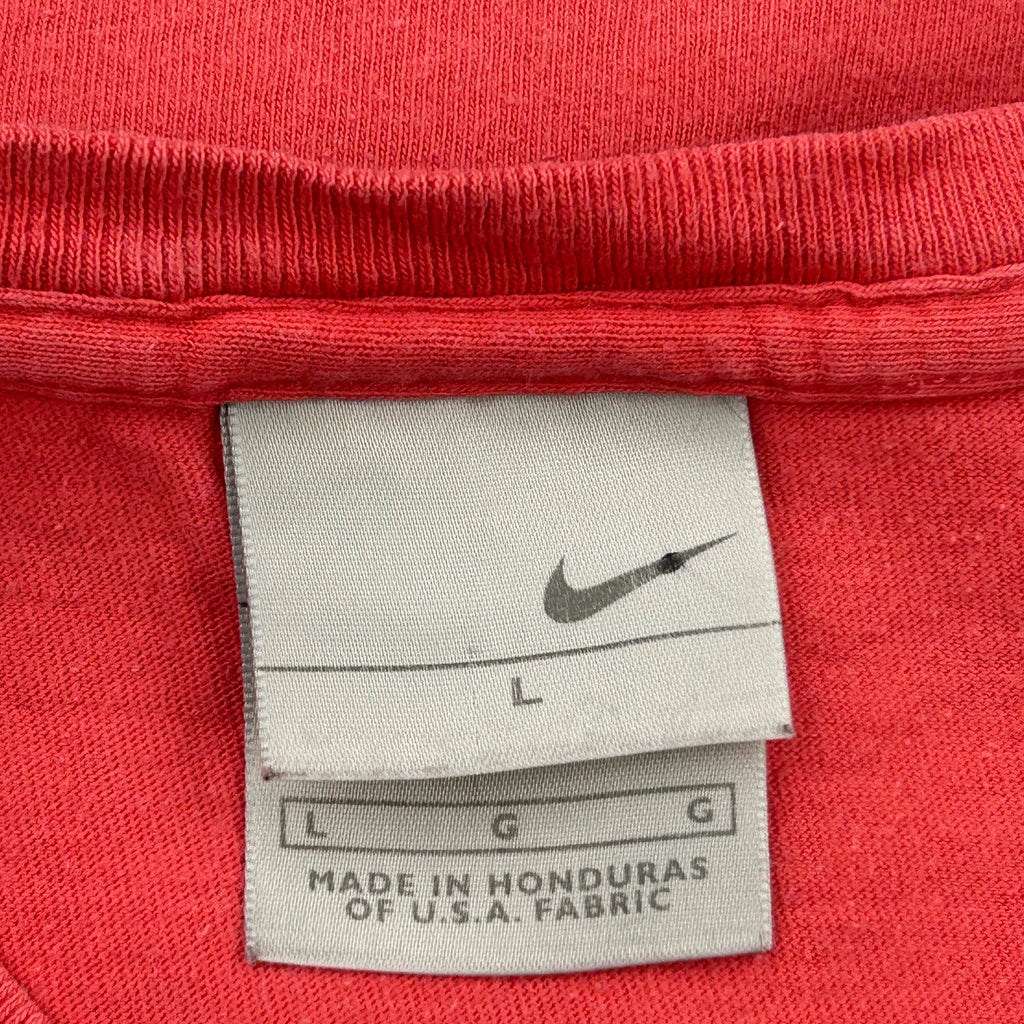 L
L G G
MADE IN HONDURAS
OF U.S.A. FABRIC